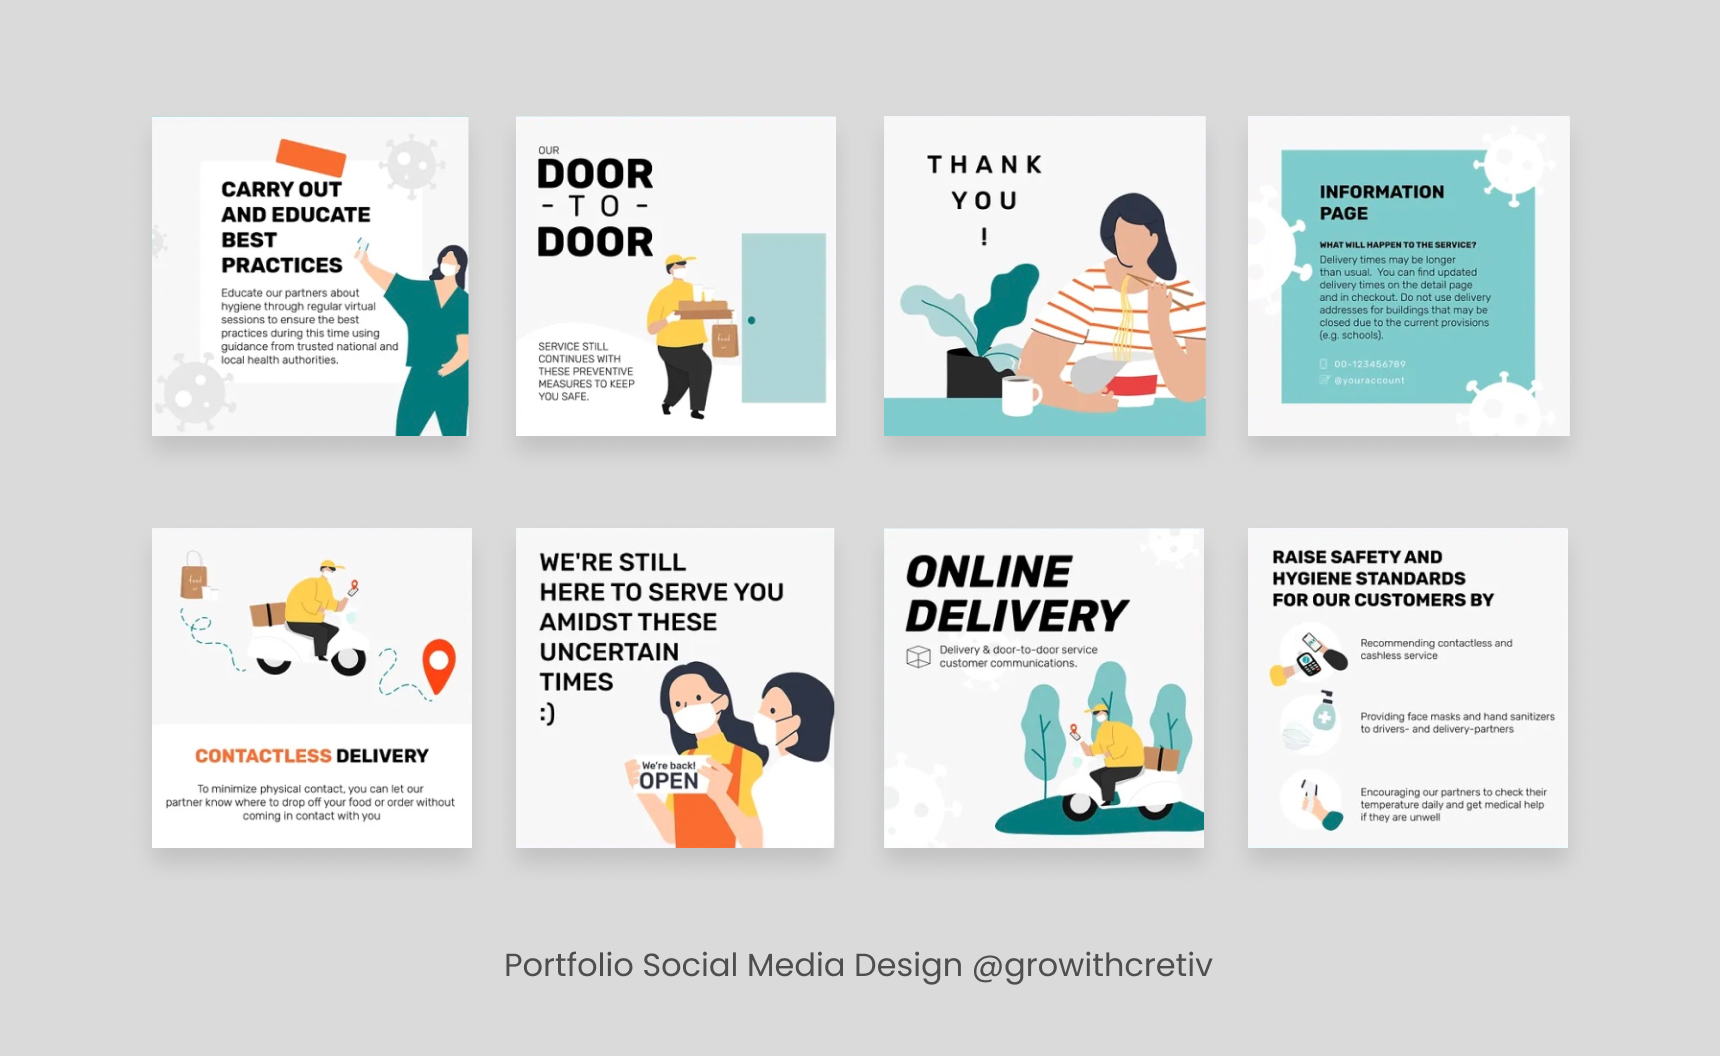 CARRY OUT
AND EDUCATE
BEST
PRACTICES
Educate our partners about
hygiene through regular virtual
sessions to ensure the best
practices during this time using
guidance from trusted national and
local health authorities.
OUR
DOOR
- T O -
DOOR
food
SERVICE STILL
CONTINUES WITH
THESE PREVENTIVE
MEASURES TO KEEP
YOU SAFE.
THANK
YOU
!
INFORMATION
PAGE
WHAT WILL HAPPEN TO THE SERVICE?
Delivery times may be longer
than usual. You can find updated
delivery times on the detail page
and in checkout. Do not use delivery
addresses for buildings that may be
closed due to the current provisions
(e.g. schools).
00-123456789
@youraccount
food
CONTACTLESS DELIVERY
To minimize physical contact, you can let our
partner know where to drop off your food or order without
coming in contact with you
WE'RE STILL
HERE TO SERVE YOU
AMIDST THESE
UNCERTAIN
TIMES
:)
We're back!
OPEN
ONLINE
DELIVERY
Delivery & door-to-door service
customer communications.
RAISE SAFETY AND
HYGIENE STANDARDS
FOR OUR CUSTOMERS BY
Recommending contactless and
cashless service
Providing face masks and hand sanitizers
to drivers- and delivery-partners
Encouraging our partners to check their
temperature daily and get medical help
if they are unwell
Portfolio Social Media Design @growithcretiv